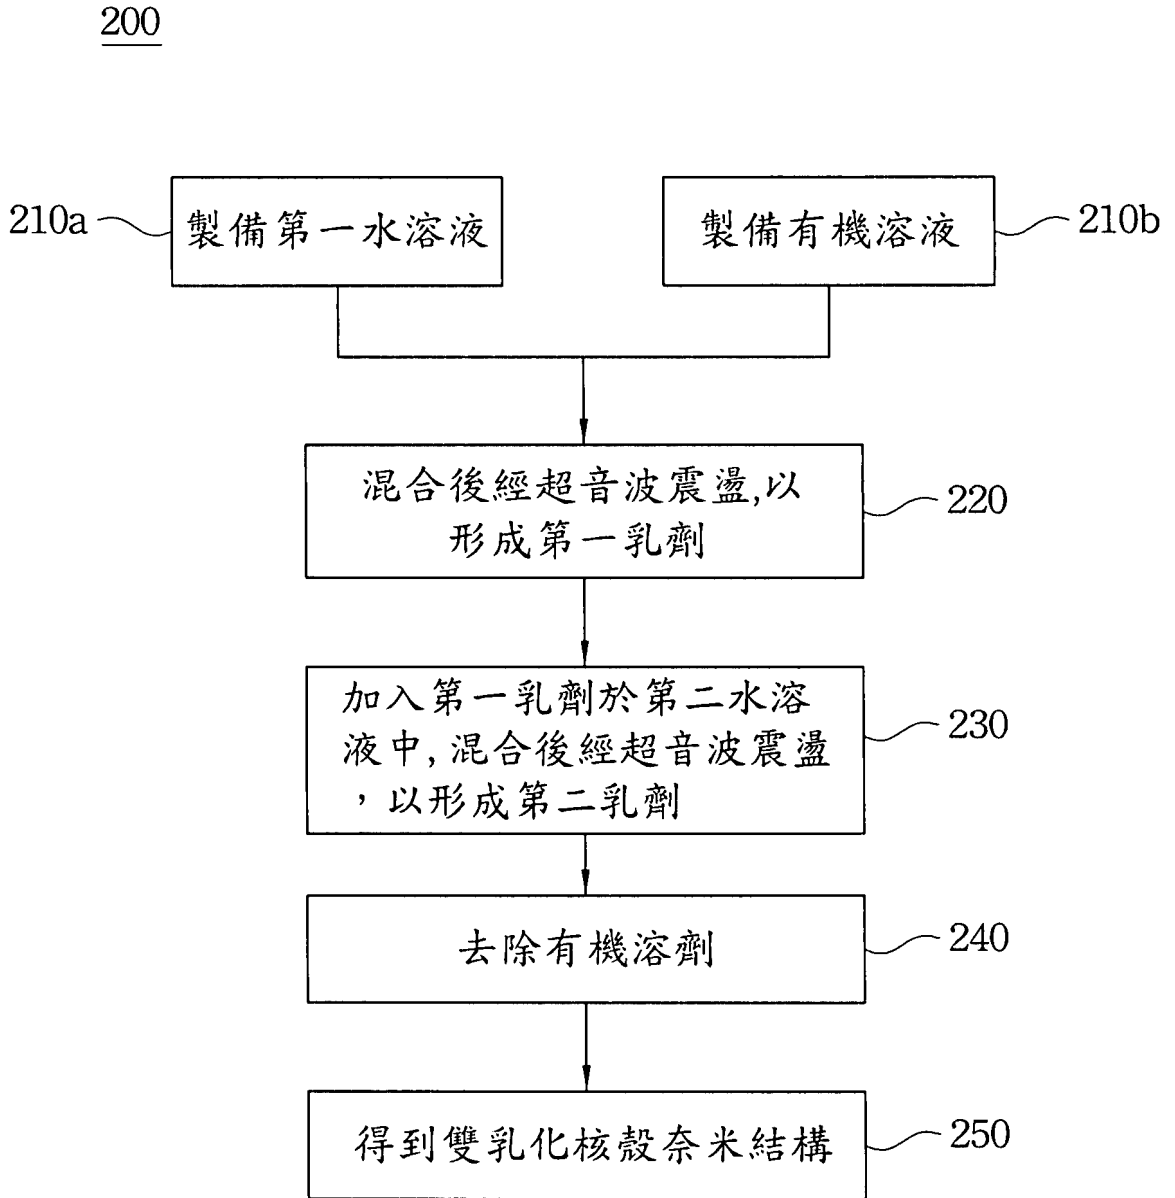 200
210a
製備第一水溶液
製備有機溶液
210b
混合後經超音波震盪,以
形成第一乳劑
220
加入第一乳劑於第二水溶
液中,混合後經超音波震盪
,以形成第二乳劑
230
去除有機溶劑
240
得到雙乳化核殼奈米結構
250